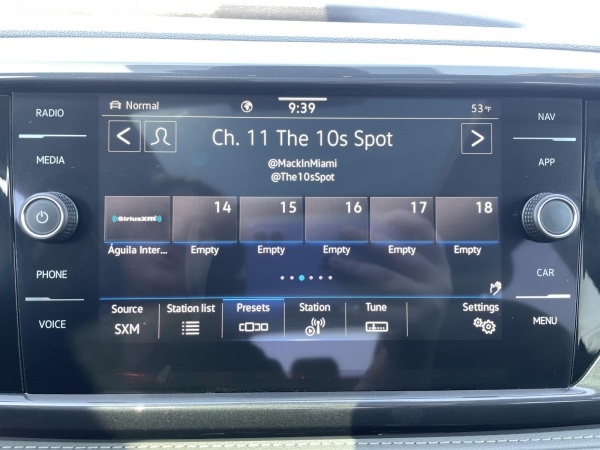 RADIO
MEDIA
PHONE
VOICE
Normal
9:39
53 °F
Ch. 11 The 10s Spot
@MackInMiami
@The10sSpot
SiriusXM
14 15 16 17 18
Águila Inter... Empty Empty Empty Empty Empty
Source Station list Presets Station Tune Settings
SXM
NAV
APP
CAR
MENU